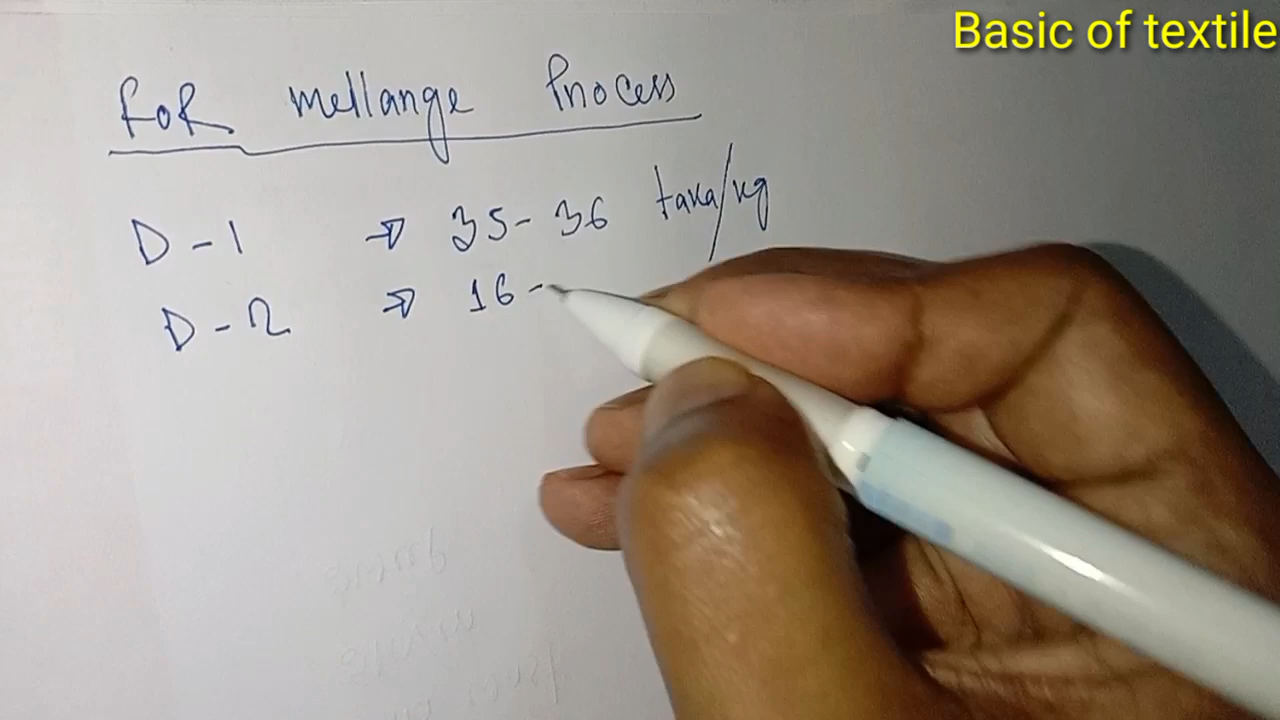 Basic of textile
FOR mellange Process
D-1 → 35-36 taka/kg
D-2 → 16-